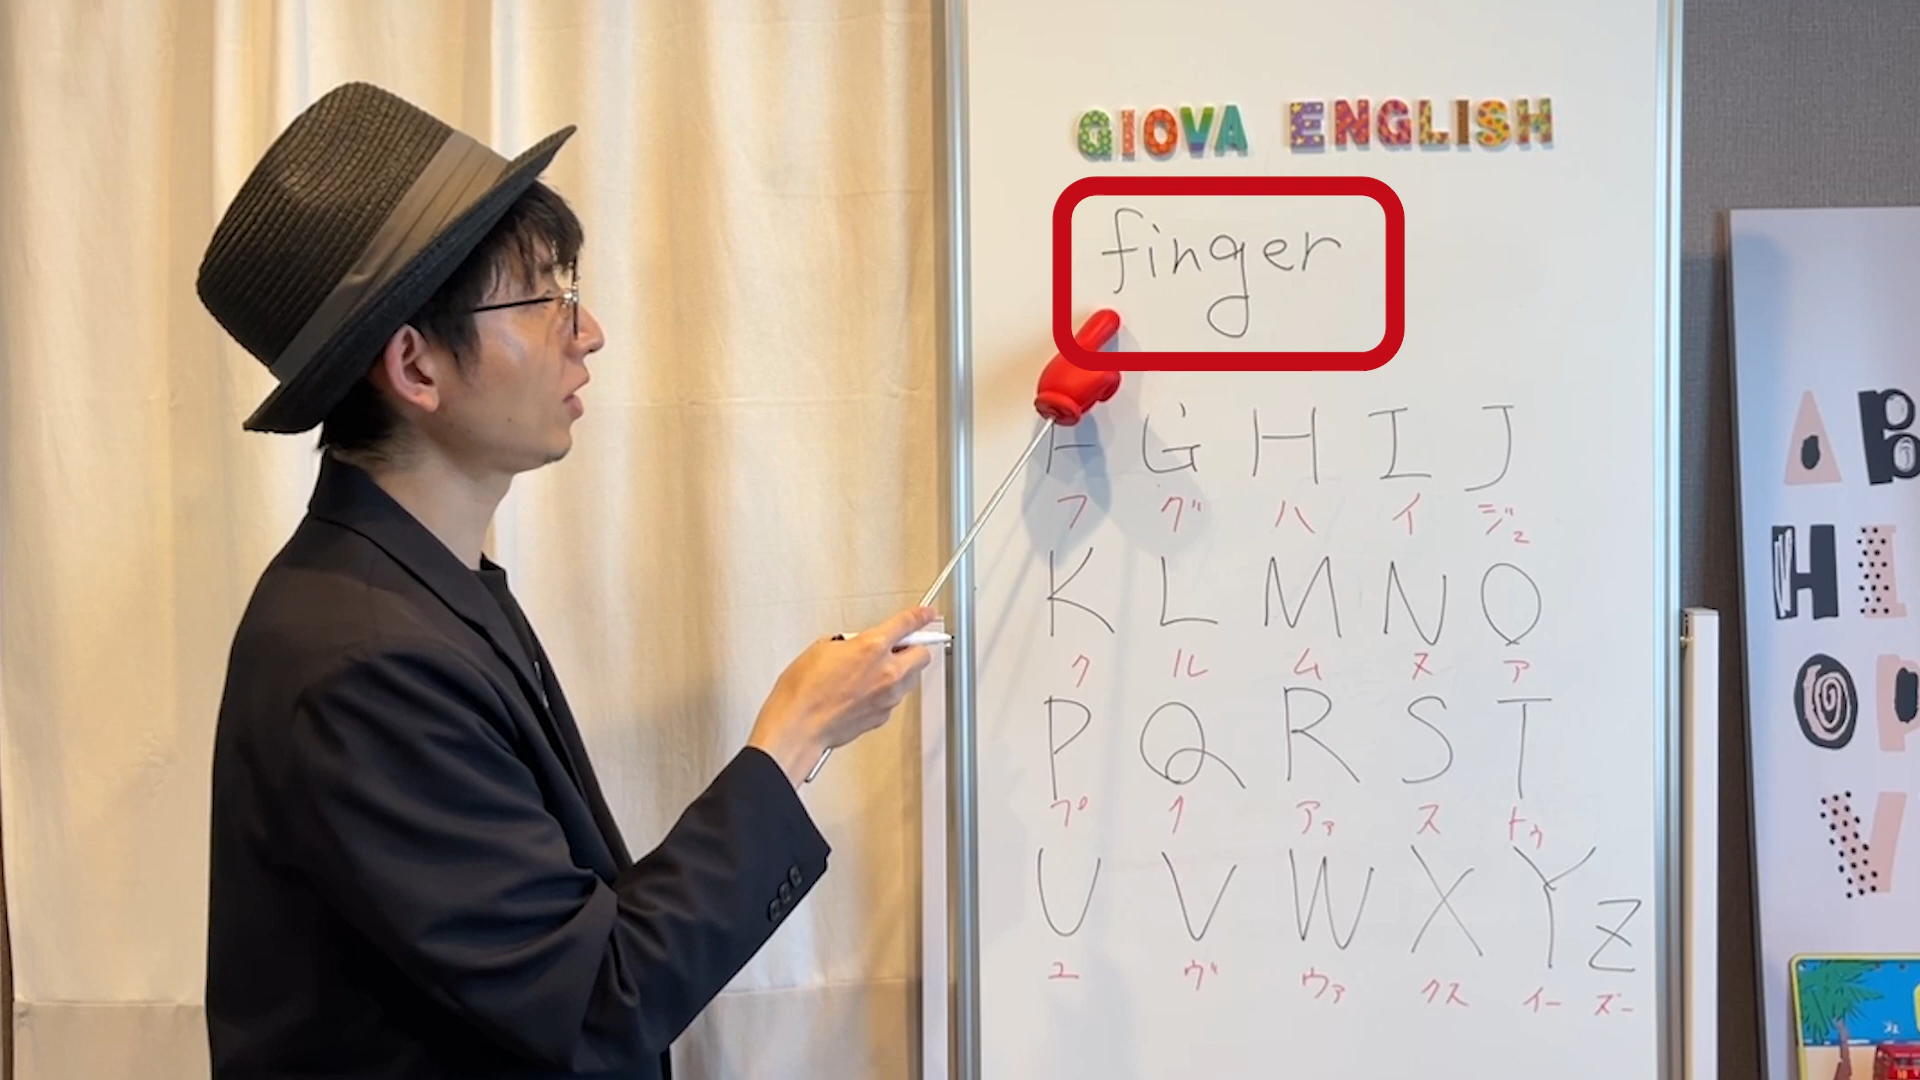 GIOVA ENGLISH
finger
F G H I J
フ グ ハ イ ジュ
K L M N O
ク ル ム ヌ ア
P Q R S T
プ ク アァ ス トゥ
U V W X Y Z
ユ ヴ ウァ クス イー ズー
A B
H I
O P
V